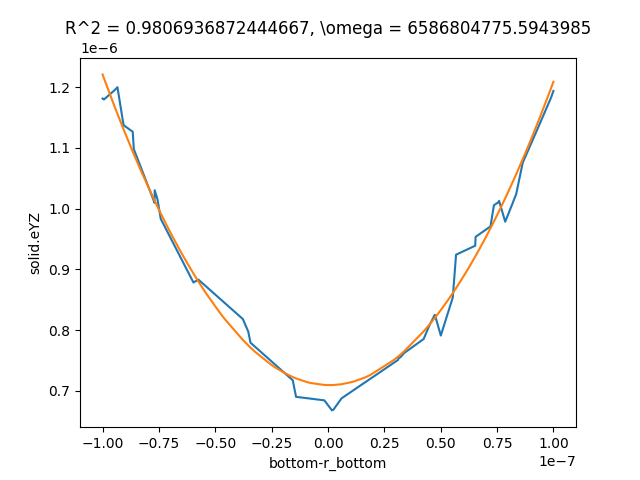 R^2 = 0.9806936872444667, \omega = 6586804775.5943985
1e−6
1.2
1.1
1.0
0.9
0.8
0.7
solid.eYZ
−1.00 −0.75 −0.50 −0.25 0.00 0.25 0.50 0.75 1.00
1e−7
bottom-r_bottom